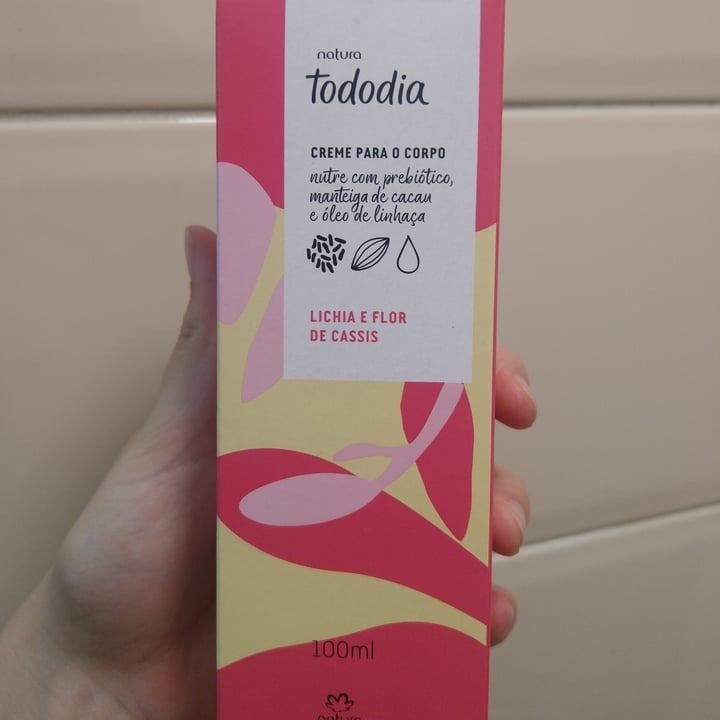 natura
tododia
CREME PARA O CORPO
nutre com prebiótico,
manteiga de cacau
e óleo de linhaça
LICHIA E FLOR
DE CASSIS
100ml
natura